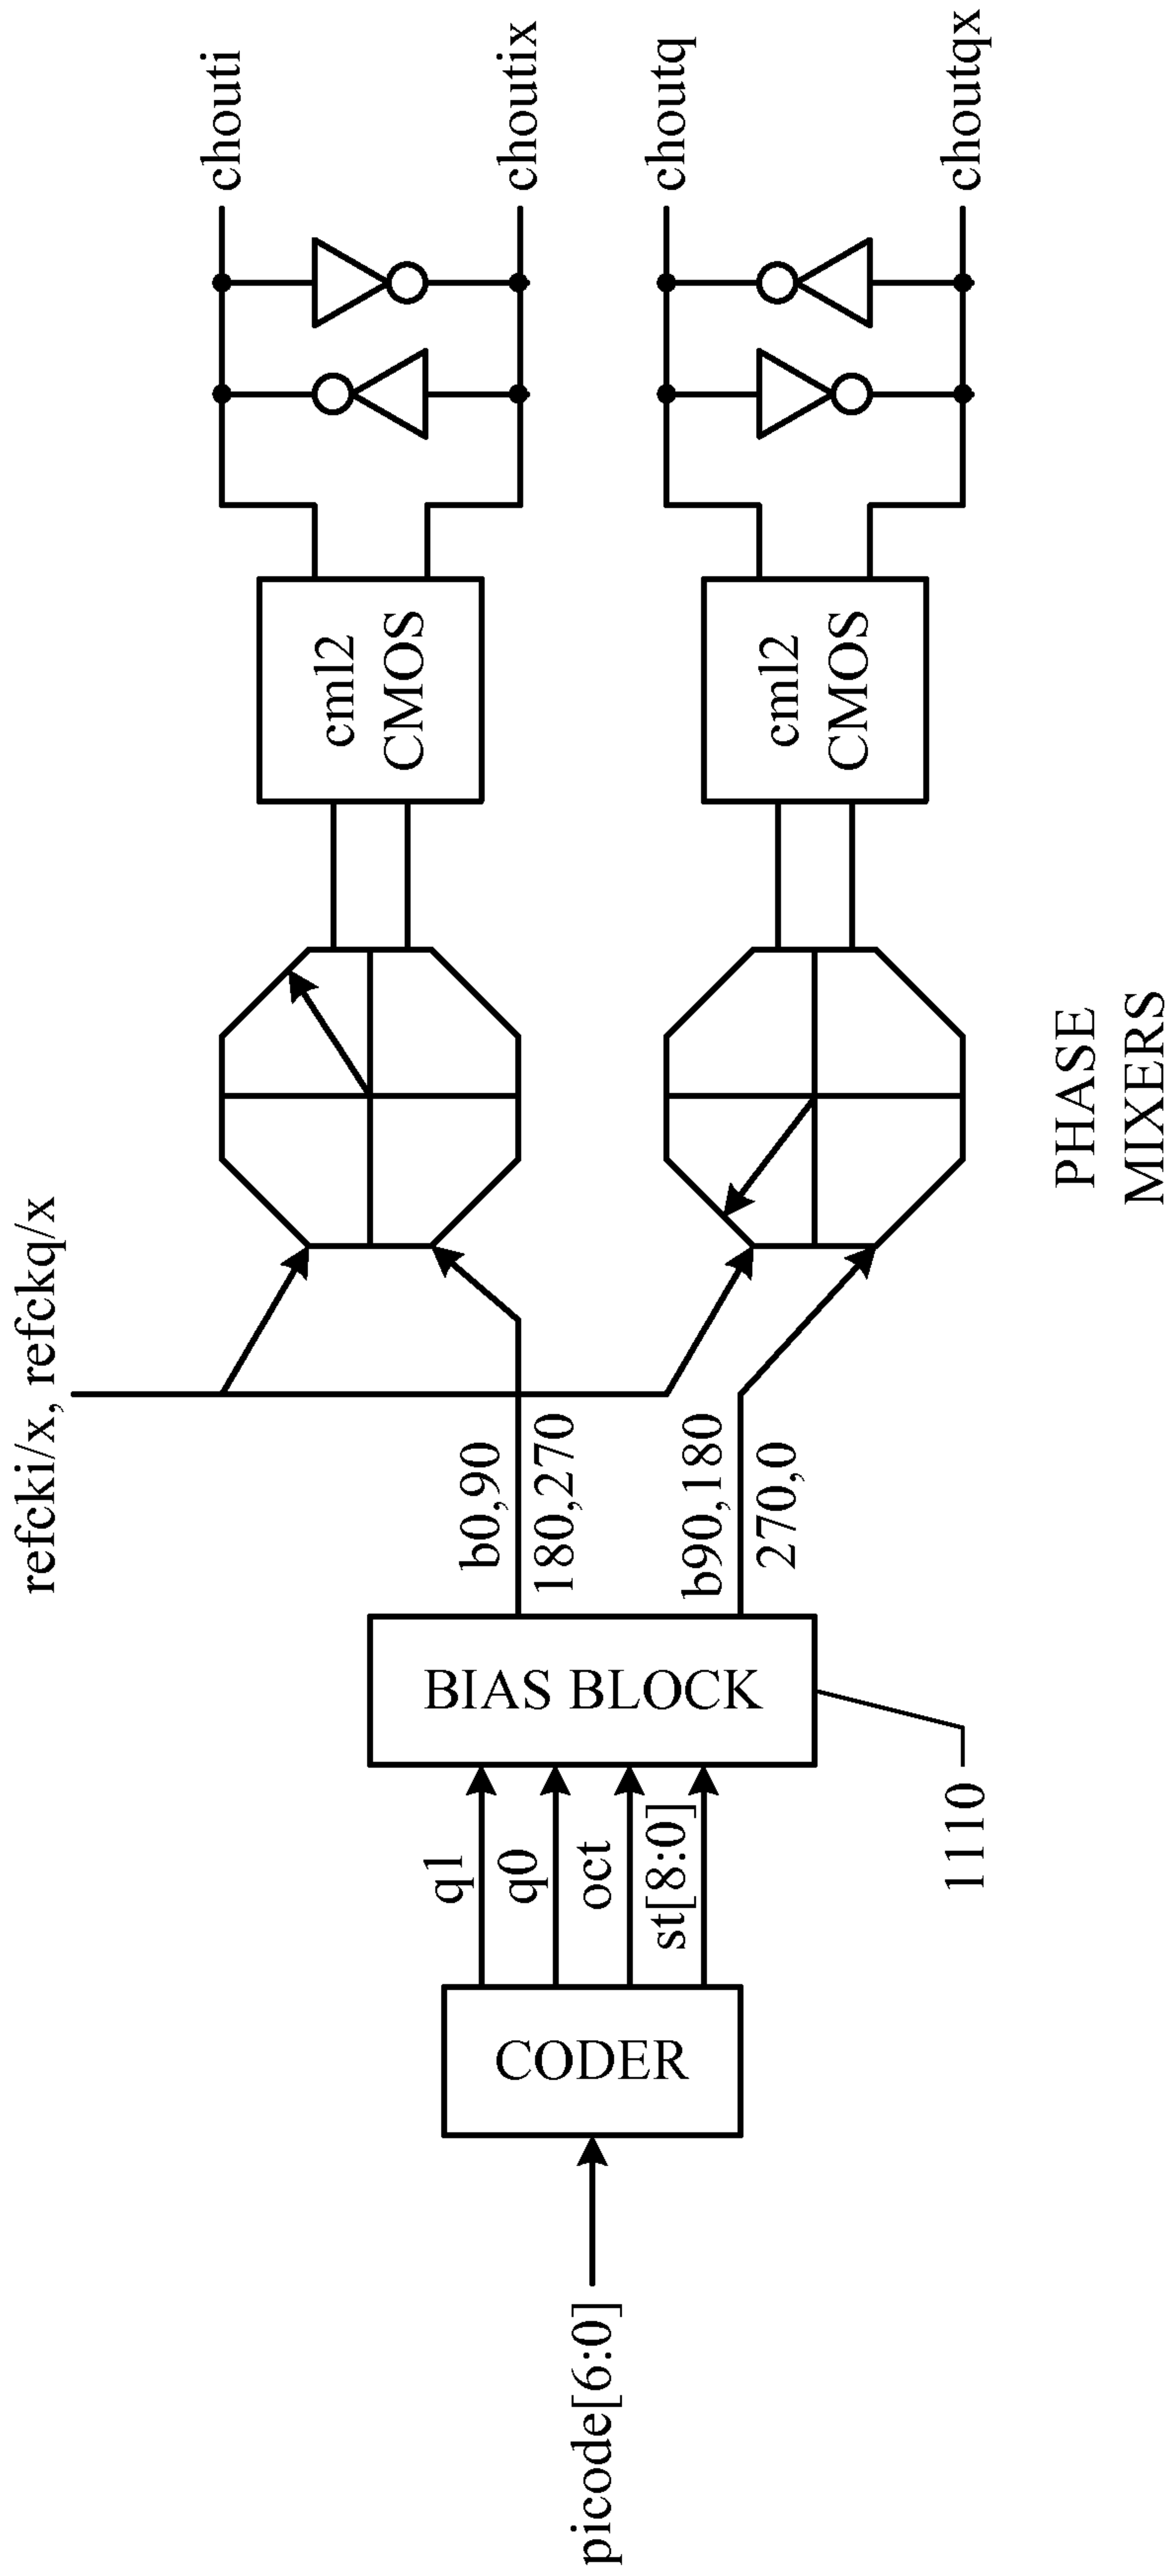 refcki/x, refckq/x
picode[6:0]
CODER
q1
q0
oct
st[8:0]
BIAS BLOCK
1110
b0,90
180,270
b90,180
270,0
PHASE
MIXERS
cml2
CMOS
cml2
CMOS
chouti
choutix
choutq
choutqx